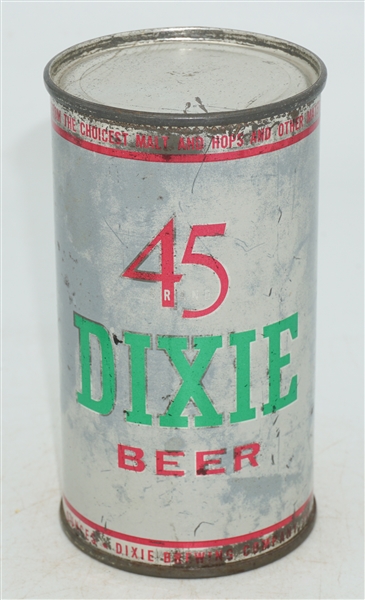 THE CHOICEST MALT AND HOPS AND OTHER
45
R
DIXIE
BEER
DIXIE BREWING COMPANY